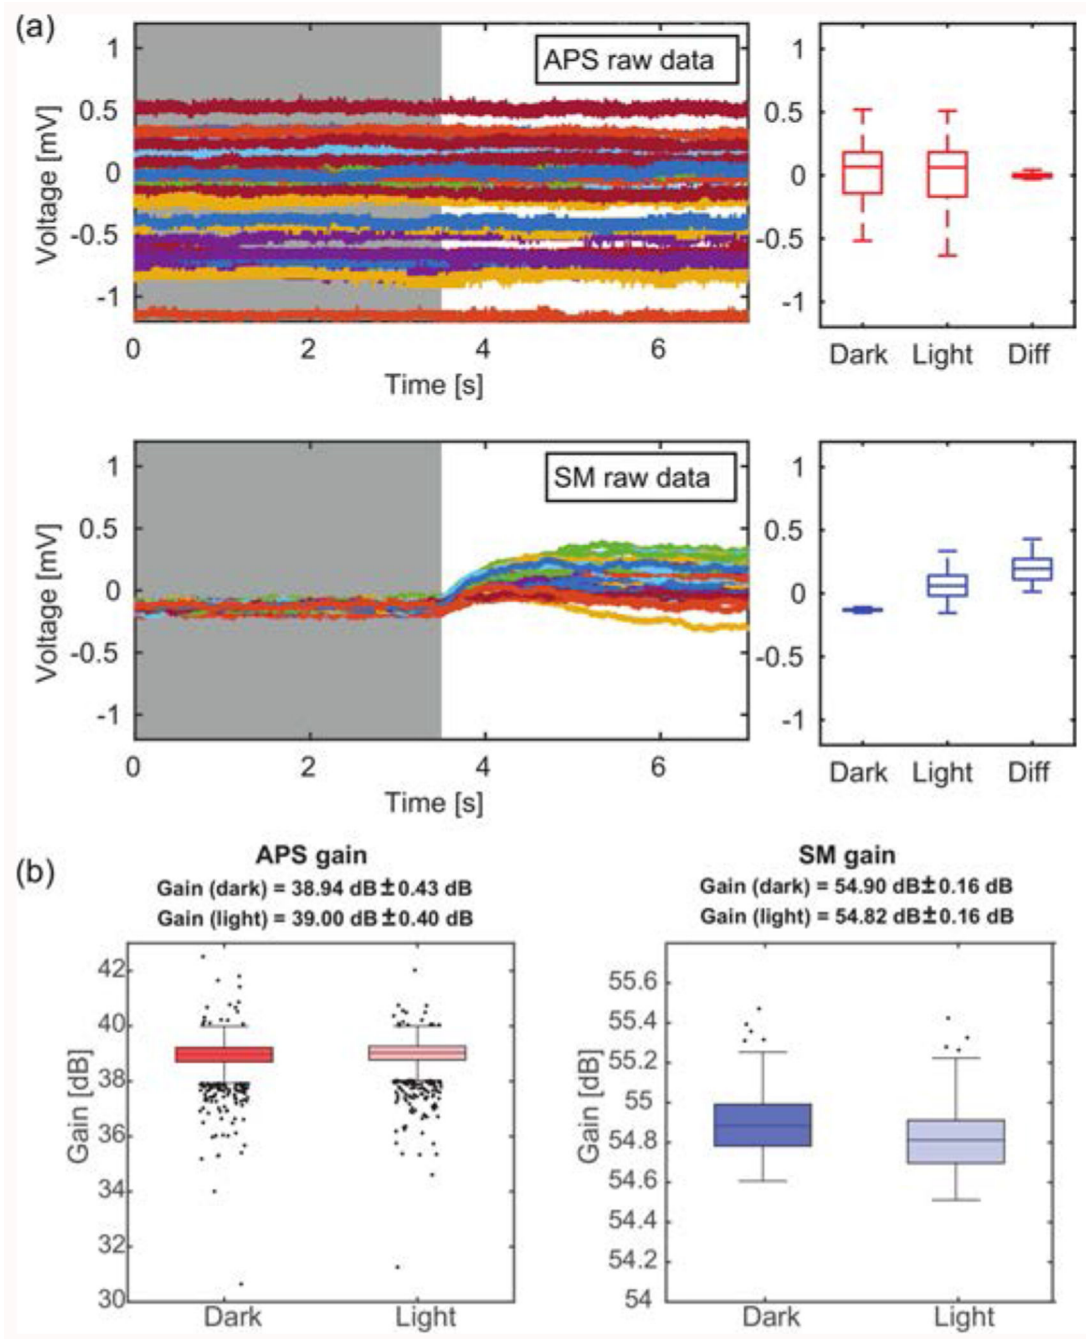 (a)
1
0.5
0
-0.5
-1
Voltage [mV]
APS raw data
0 2 4 6
Time [s]
1
0.5
0
-0.5
-1
Dark Light Diff
1
0.5
0
-0.5
-1
Voltage [mV]
SM raw data
0 2 4 6
Time [s]
1
0.5
0
-0.5
-1
Dark Light Diff
(b)
APS gain
Gain (dark) = 38.94 dB±0.43 dB
Gain (light) = 39.00 dB±0.40 dB
42
40
38
36
34
32
30
Gain [dB]
Dark Light
SM gain
Gain (dark) = 54.90 dB±0.16 dB
Gain (light) = 54.82 dB±0.16 dB
55.6
55.4
55.2
55
54.8
54.6
54.4
54.2
54
Gain [dB]
Dark Light